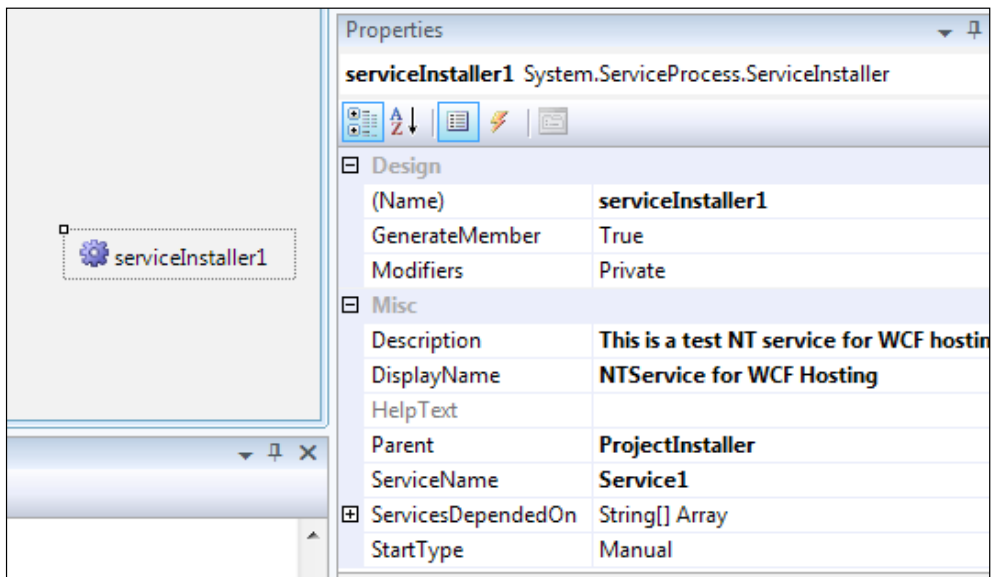 Properties
serviceInstaller1 System.ServiceProcess.ServiceInstaller
Design
(Name) serviceInstaller1
GenerateMember True
Modifiers Private
serviceInstaller1
Misc
Description This is a test NT service for WCF hostin
DisplayName NTService for WCF Hosting
HelpText
Parent ProjectInstaller
ServiceName Service1
ServicesDependedOn String[] Array
StartType Manual